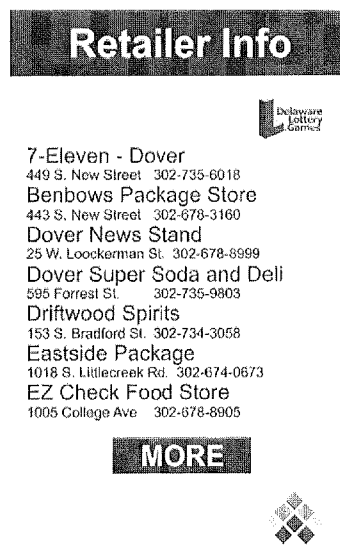 Retailer Info
Delaware
Lottery
Games
7-Eleven - Dover
449 S. New Street 302-735-6018
Benbows Package Store
443 S. New Street 302-678-3160
Dover News Stand
25 W. Loockerman St. 302-678-8999
Dover Super Soda and Deli
595 Forrest St. 302-735-9803
Driftwood Spirits
153 S. Bradford St. 302-734-3058
Eastside Package
1018 S. Littlecreek Rd. 302-674-0673
EZ Check Food Store
1005 College Ave 302-678-8905
MORE